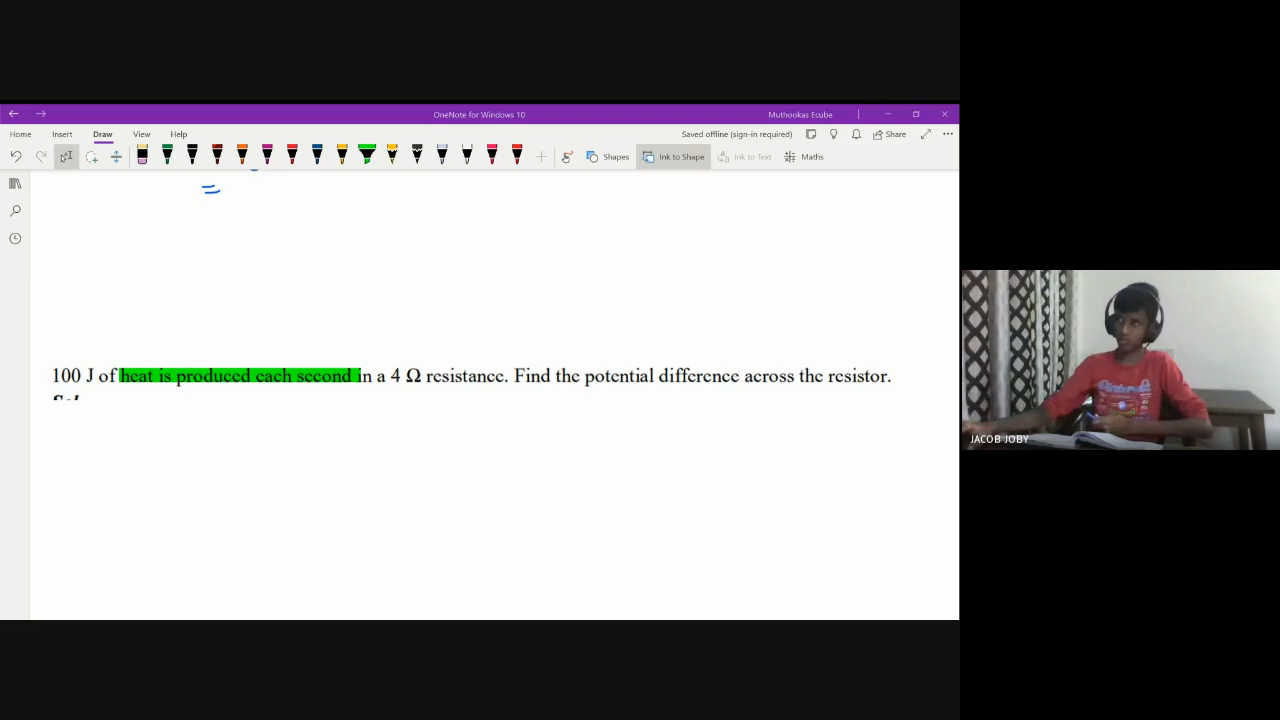 OneNote for Windows 10
Muthookas Ecube
Home Insert Draw View Help
Saved offline (sign-in required)
Share
Shapes
Ink to Shape
Ink to Text
Maths
=
100 J of heat is produced each second in a 4 Ω resistance. Find the potential difference across the resistor.
JACOB JOBY